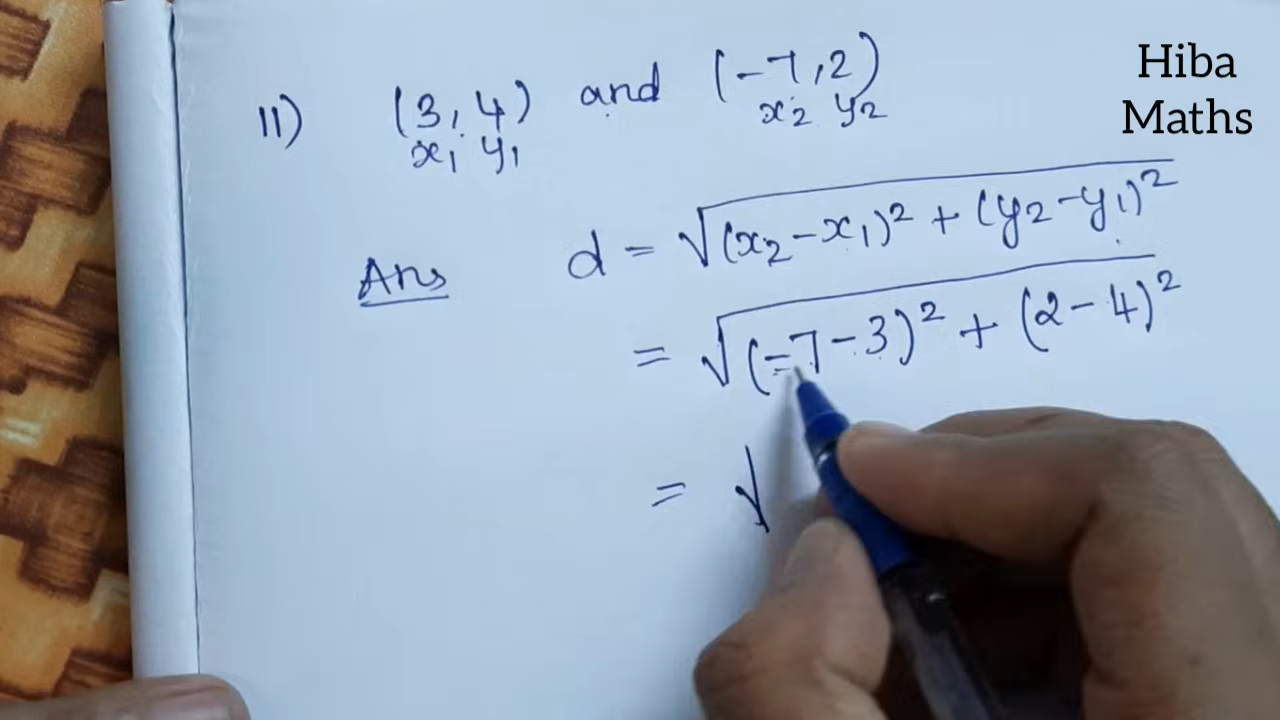 Hiba
Maths
11) (3, 4) and (-7, 2)
x₁ y₁ x₂ y₂
Ans d = √(x₂-x₁)² + (y₂-y₁)²
= √(-7-3)² + (2-4)²
= √